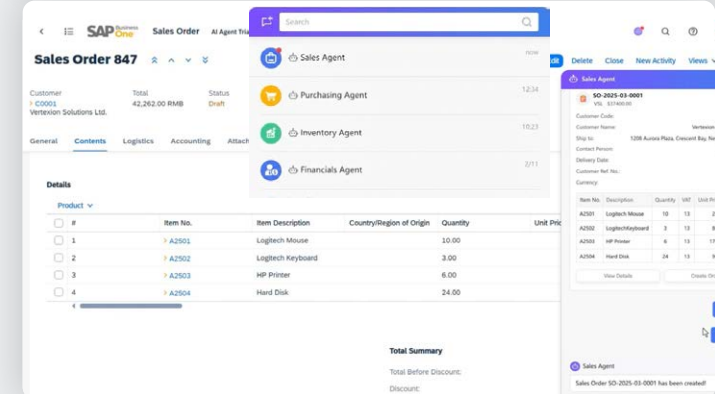 SAP Business One
Sales Order
AI Agent Tria
Search
Sales Agent
now
Purchasing Agent
12:34
Inventory Agent
10:23
Financials Agent
2/11
Sales Order 847
Customer
C0001
Vertexion Solutions Ltd.
Total
42,262.00 RMB
Status
Draft
General
Contents
Logistics
Accounting
Attach
dit
Delete
Close
New Activity
Views
Details
Product
#
Item No.
Item Description
Country/Region of Origin
Quantity
Unit Pric
1
A2501
Logitech Mouse
10.00
2
A2502
Logitech Keyboard
3.00
3
A2503
HP Printer
6.00
4
A2504
Hard Disk
24.00
Total Summary
Total Before Discount:
Discount:
Sales Agent
SO-2025-03-0001
Customer Code:
Customer Name:
Vertexion
Ship to:
1208 Aurora Plaza, Crescent Bay, Ne
Contact Person:
Delivery Date:
Customer Ref. No.:
Currency:
Item No.
Description
Quantity
VAT
Unit Pri
A2501
Logitech Mouse
10
13
2
A2502
LogitechKeyboard
3
13
8
A2503
HP Printer
6
13
17
A2504
Hard Disk
24
13
View Details
Create Or
Sales Agent
Sales Order SO-2025-03-0001 has been created!